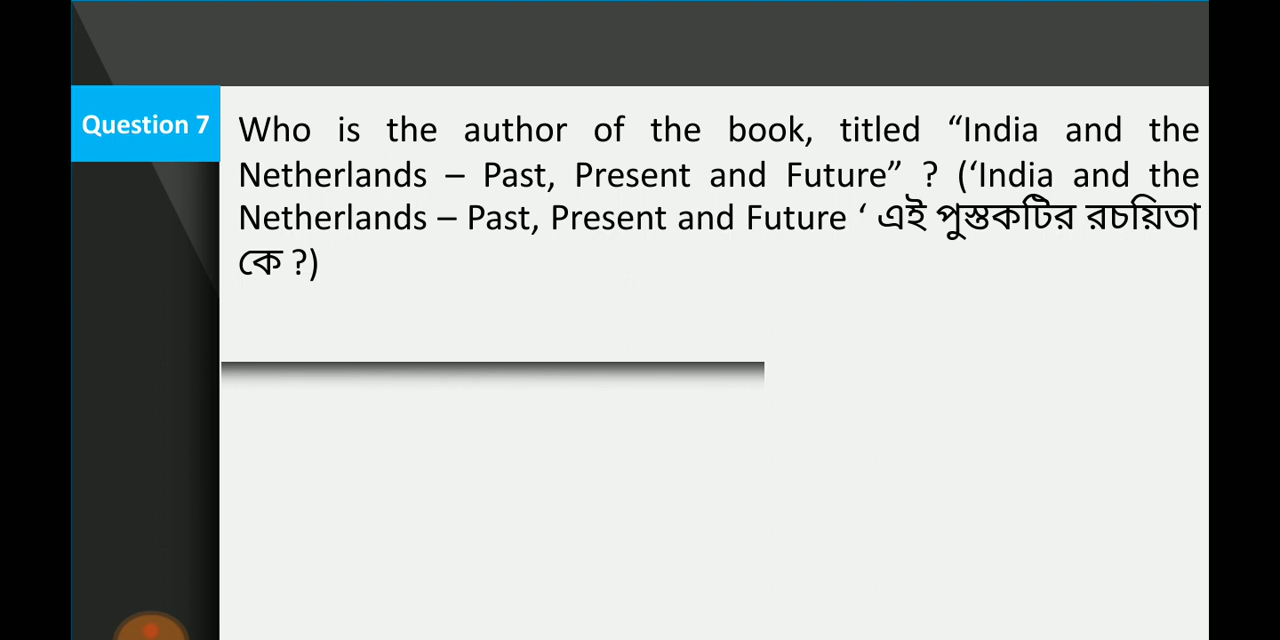 Question 7
Who is the author of the book, titled “India and the
Netherlands – Past, Present and Future” ? (‘India and the
Netherlands – Past, Present and Future ‘ এই পুস্তকটির রচয়িতা
কে ?)